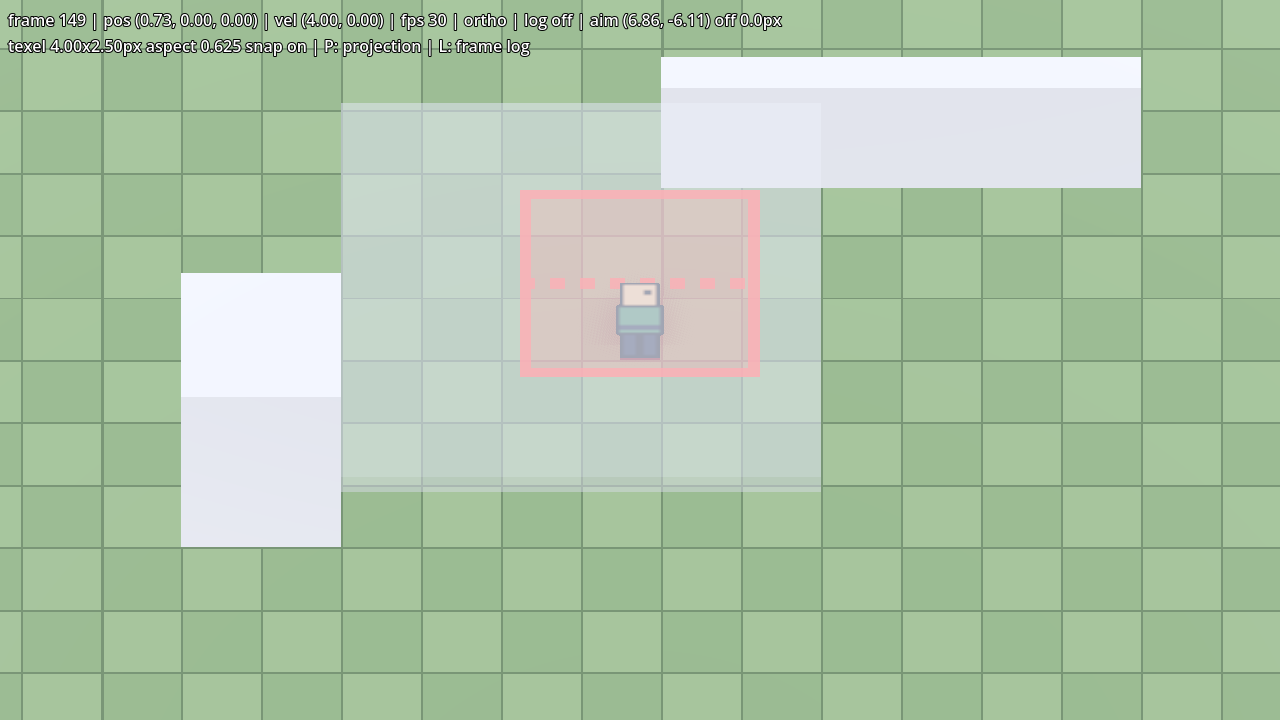 frame 149 | pos (0.73, 0.00, 0.00) | vel (4.00, 0.00) | fps 30 | ortho | log off | aim (6.86, -6.11) off 0.0px
texel 4.00x2.50px aspect 0.625 snap on | P: projection | L: frame log